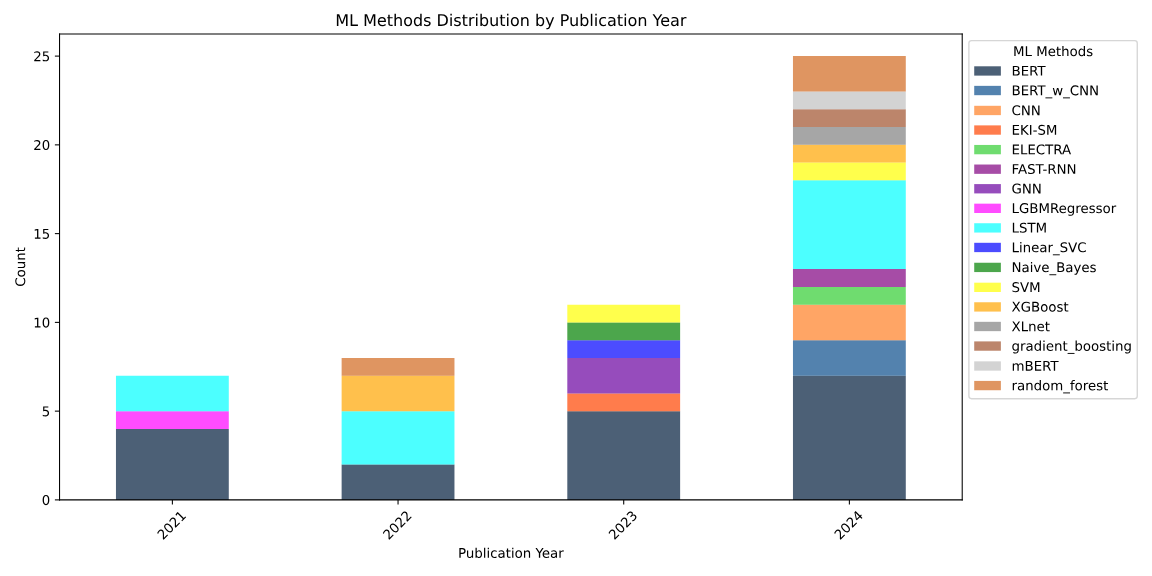 ML Methods Distribution by Publication Year
25
20
15
10
5
0
Count
2021
2022
2023
2024
Publication Year
ML Methods
BERT
BERT_w_CNN
CNN
EKI-SM
ELECTRA
FAST-RNN
GNN
LGBMRegressor
LSTM
Linear_SVC
Naive_Bayes
SVM
XGBoost
XLnet
gradient_boosting
mBERT
random_forest